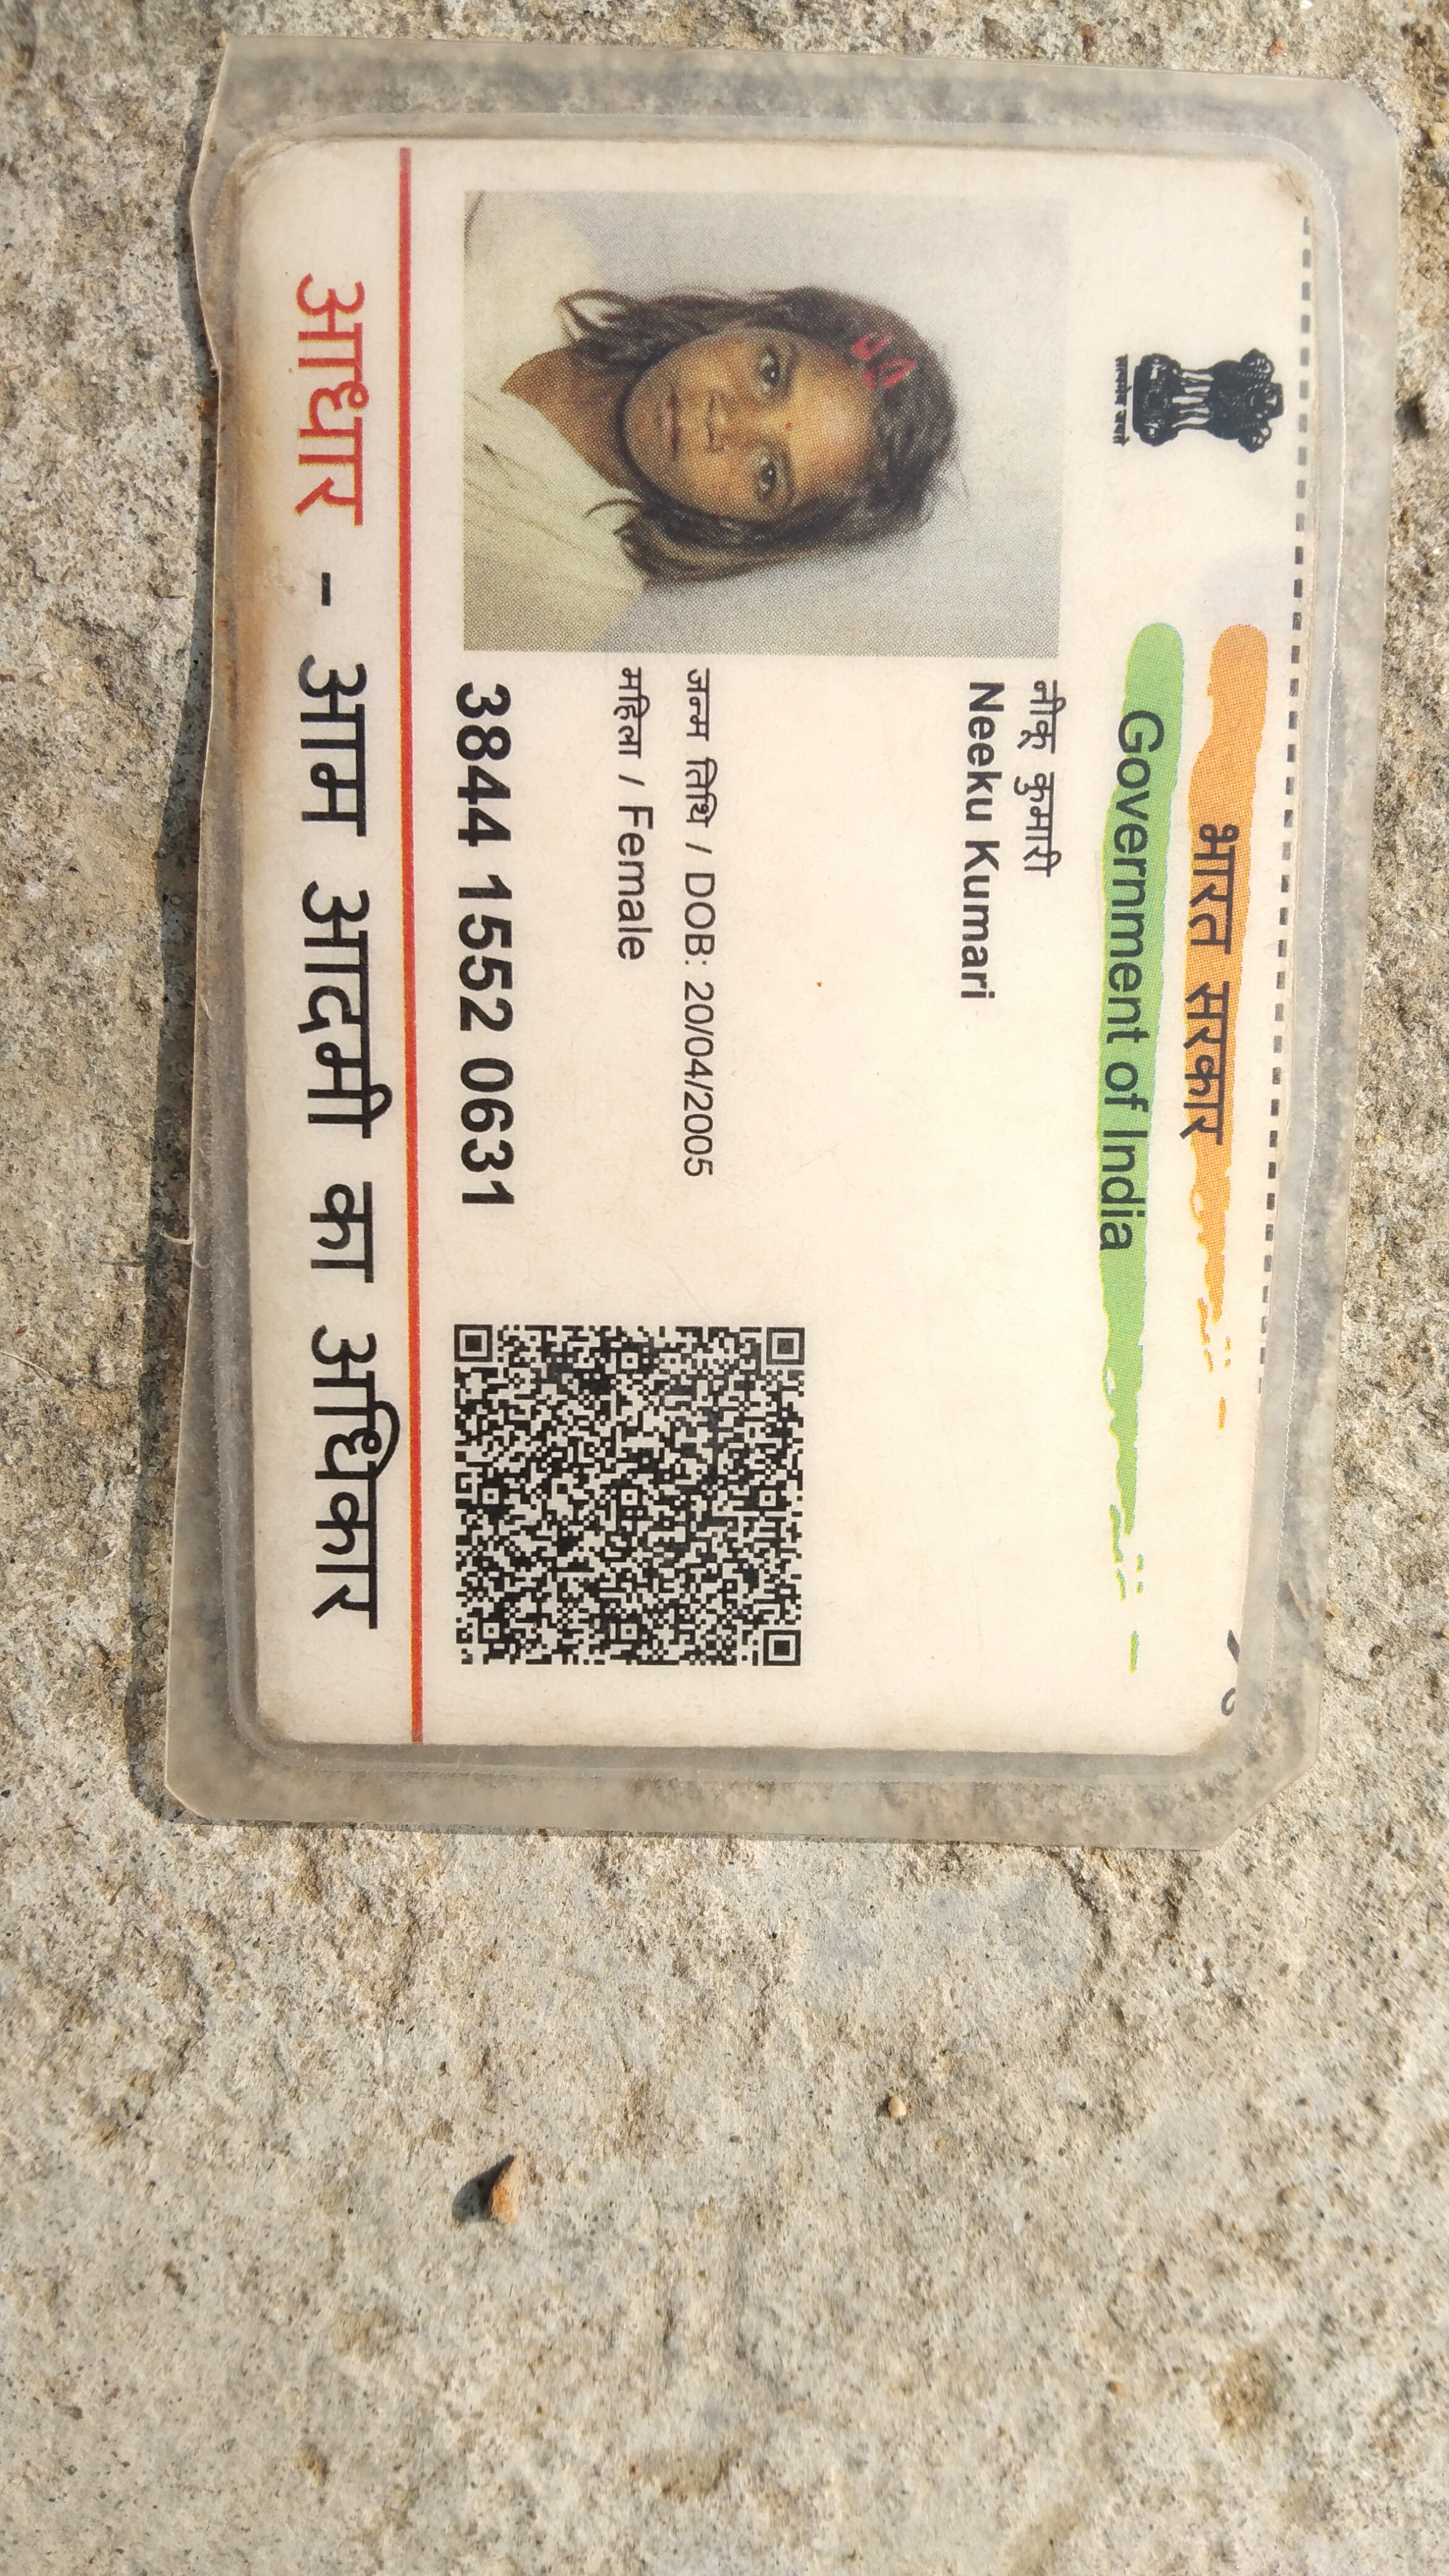 भारत सरकार
Government of India
सत्यमेव जयते
नीकू कुमारी
Neeku Kumari
जन्म तिथि / DOB: 20/04/2005
महिला / Female
3844 1552 0631
आधार - आम आदमी का अधिकार